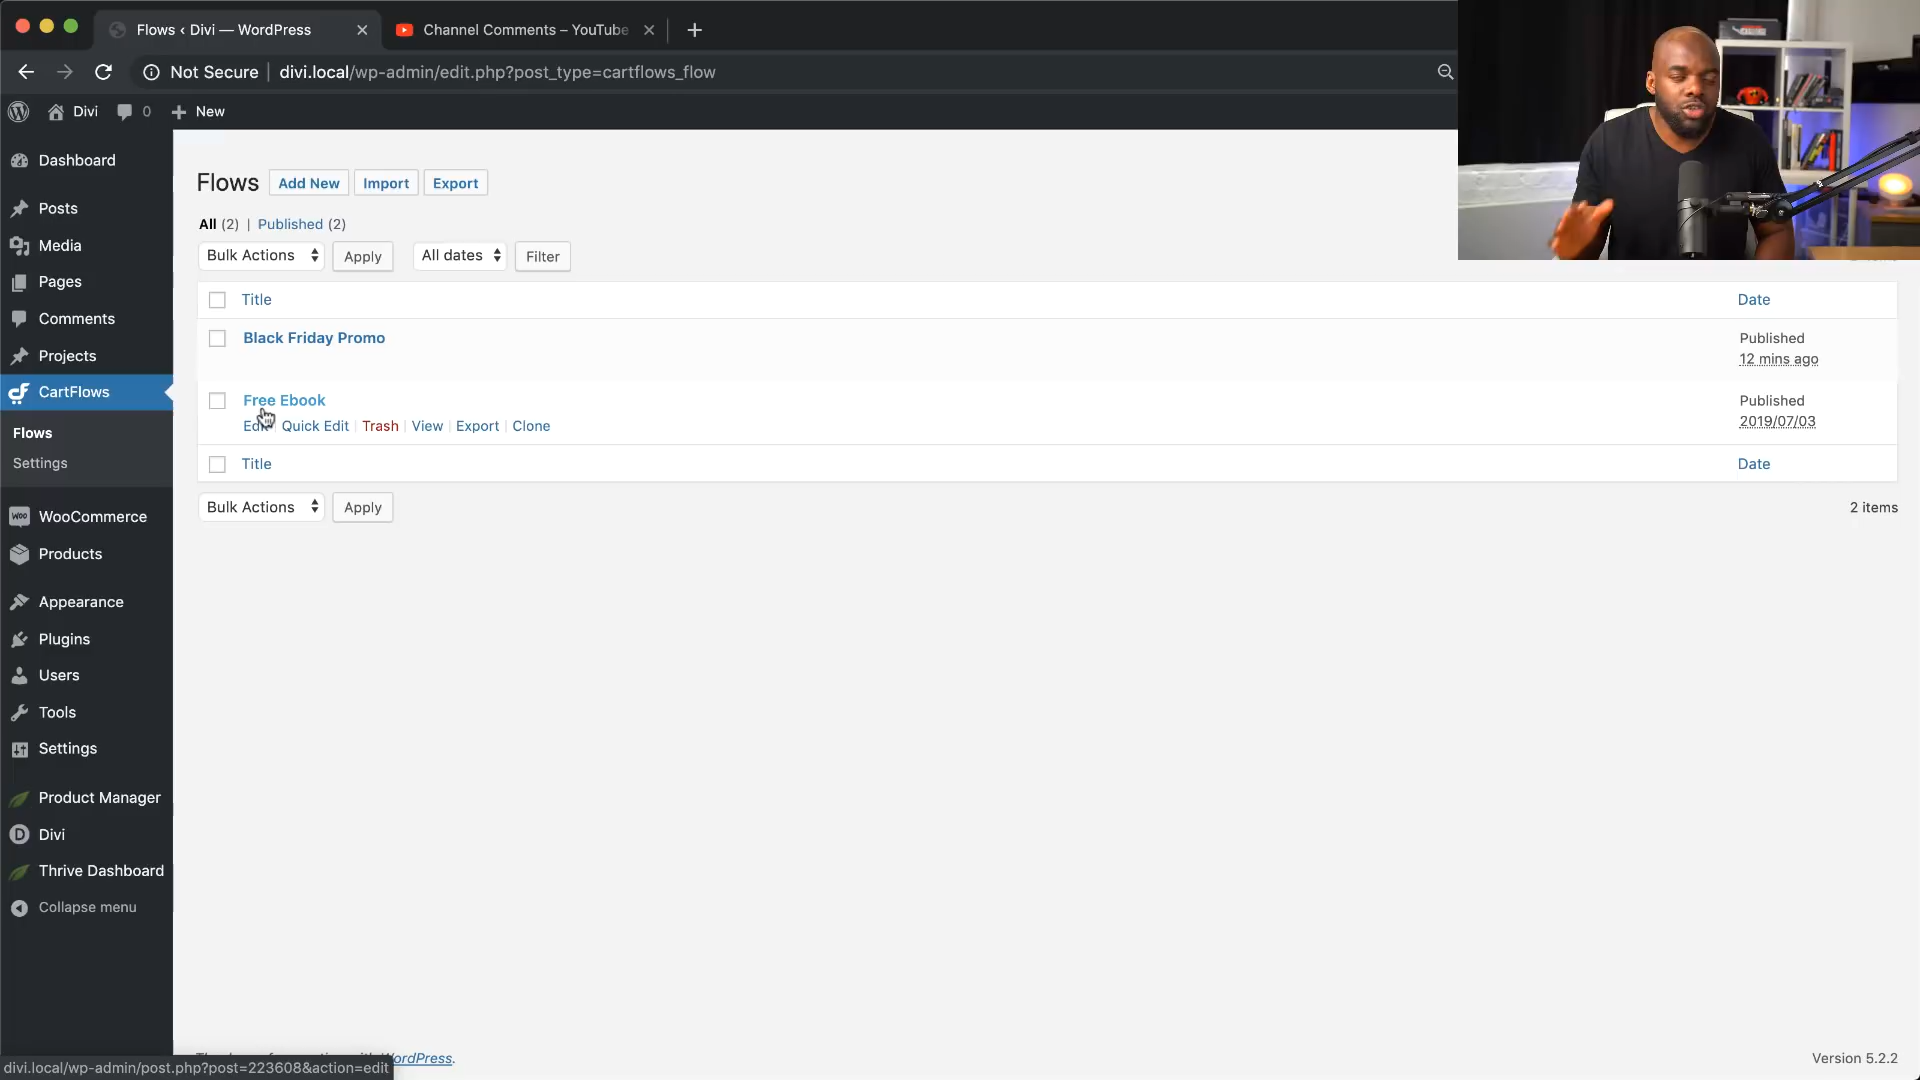 Flows ‹ Divi — WordPress
Channel Comments – YouTube
Not Secure | divi.local/wp-admin/edit.php?post_type=cartflows_flow
Divi 0 New
Dashboard
Posts
Media
Pages
Comments
Projects
CartFlows
Flows
Settings
WooCommerce
Products
Appearance
Plugins
Users
Tools
Settings
Product Manager
Divi
Thrive Dashboard
Collapse menu
Flows Add New Import Export
All (2) | Published (2)
Bulk Actions Apply All dates Filter
Title Date
Black Friday Promo Published
12 mins ago
Free Ebook Published
Edit | Quick Edit | Trash | View | Export | Clone 2019/07/03
Title Date
Bulk Actions Apply 2 items
WordPress. Version 5.2.2
divi.local/wp-admin/post.php?post=223608&action=edit